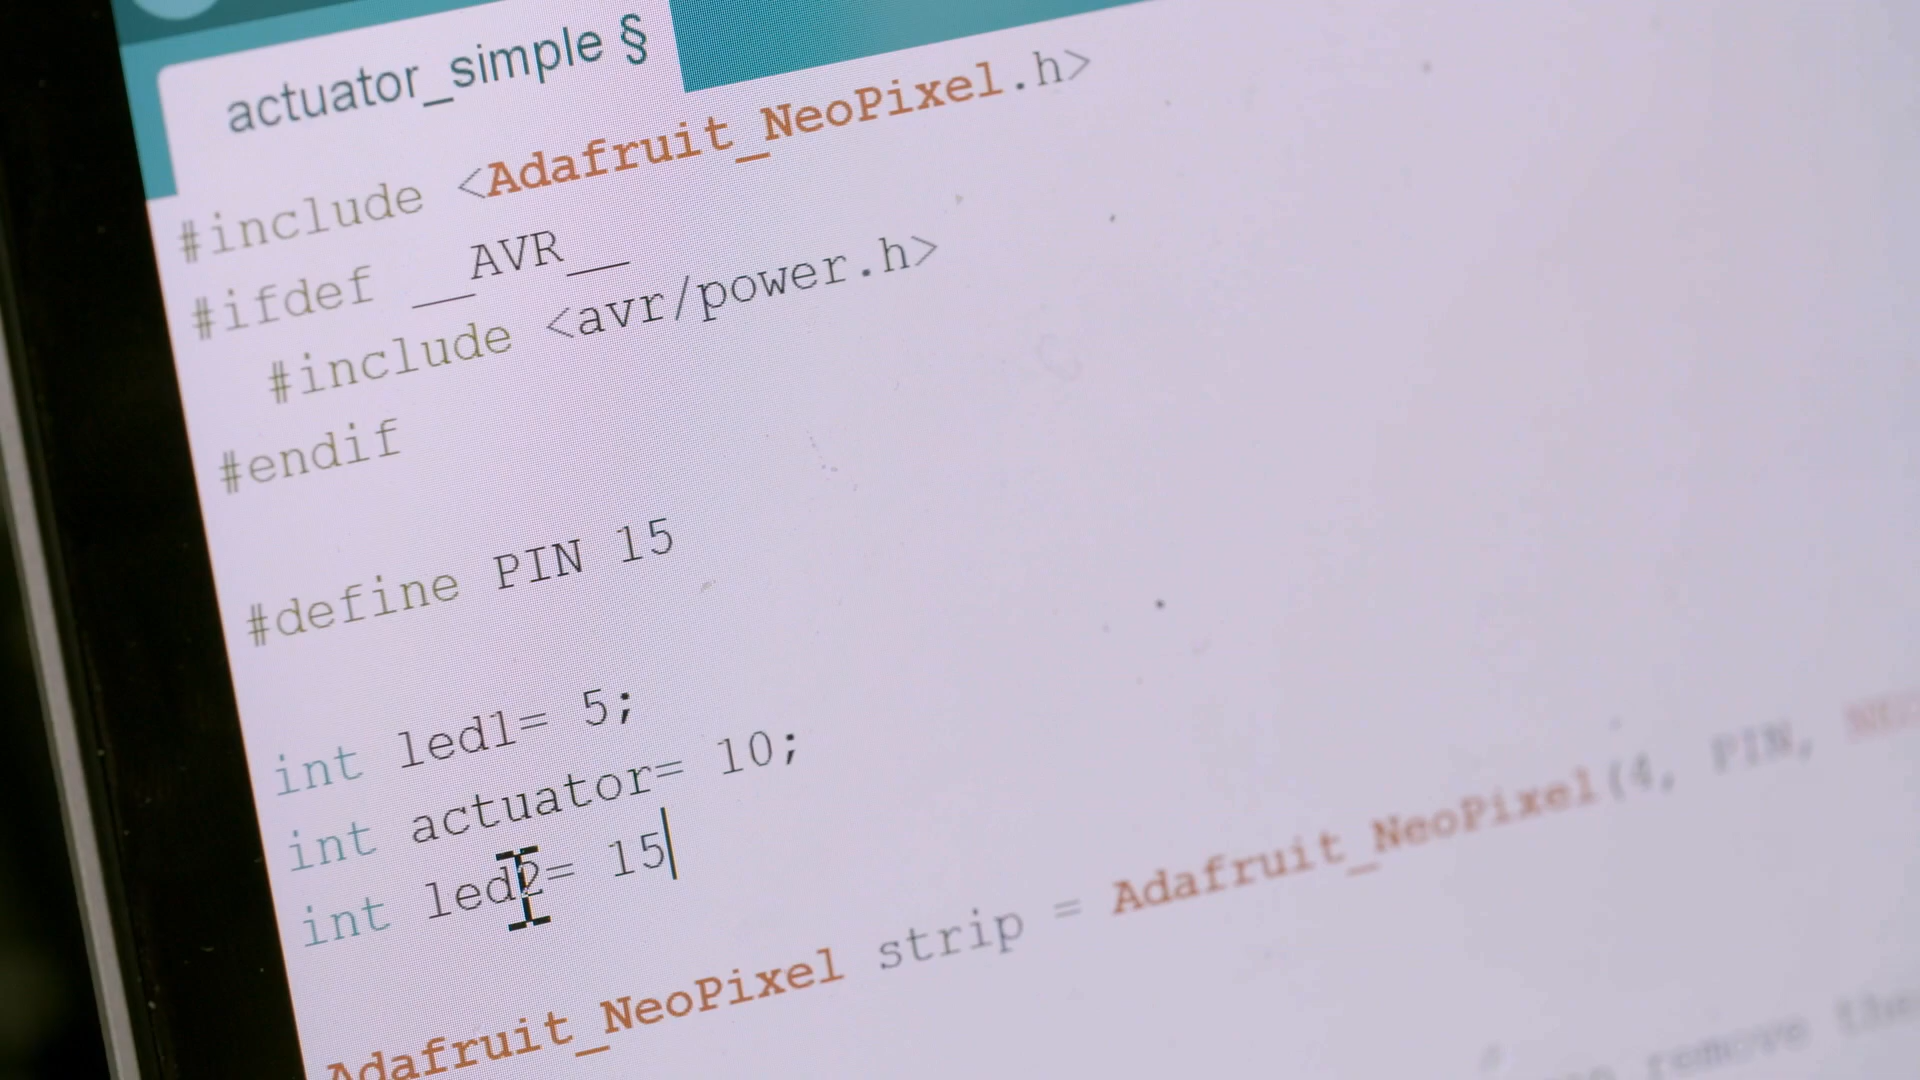 actuator_simple §
#include <Adafruit_NeoPixel.h>
#ifdef __AVR__
#include <avr/power.h>
#endif
#define PIN 15
int led1= 5;
int actuator= 10;
int led2= 15
Adafruit_NeoPixel strip = Adafruit_NeoPixel(4, PIN,
remove